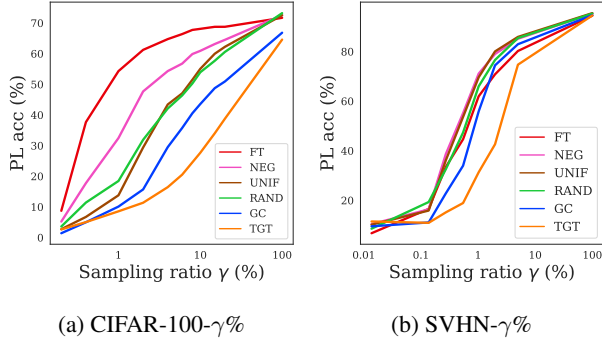 PL acc (%)
70
60
50
40
30
20
10
0
1
10
100
Sampling ratio γ (%)
FT
NEG
UNIF
RAND
GC
TGT
(a) CIFAR-100-γ%
PL acc (%)
80
60
40
20
0.01
0.1
1
10
100
Sampling ratio γ (%)
FT
NEG
UNIF
RAND
GC
TGT
(b) SVHN-γ%